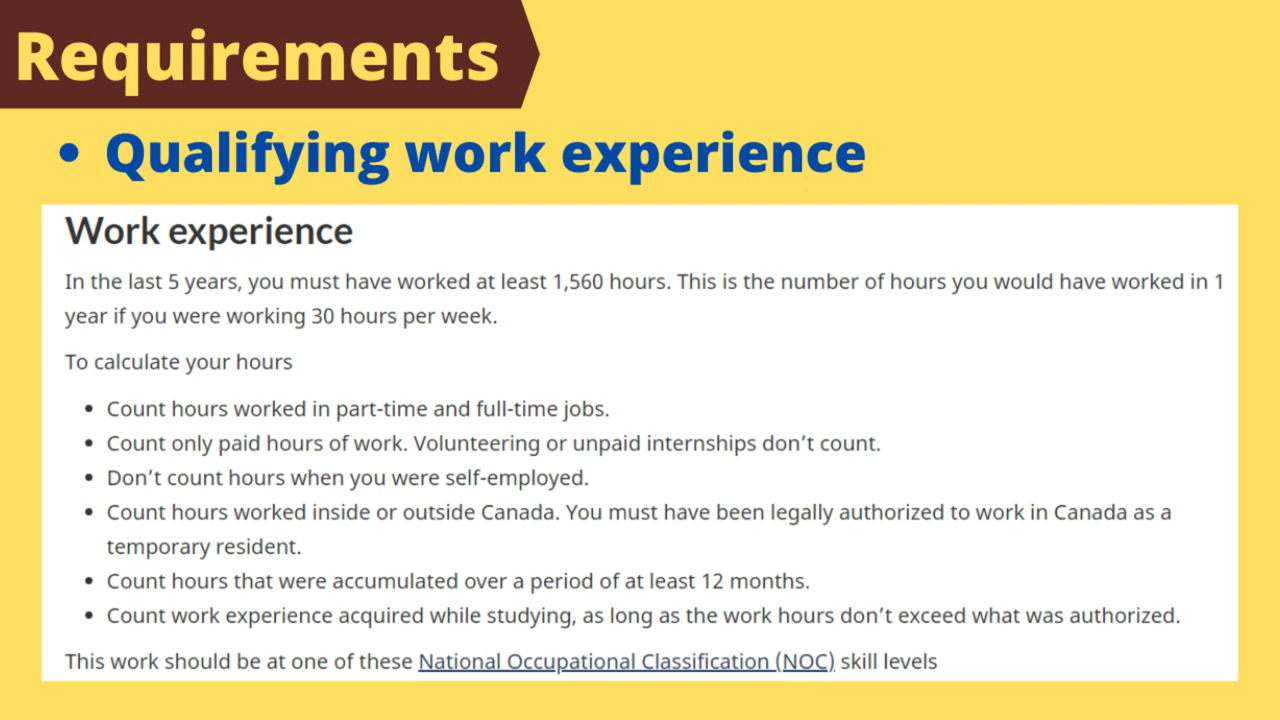 Requirements
• Qualifying work experience
Work experience
In the last 5 years, you must have worked at least 1,560 hours. This is the number of hours you would have worked in 1
year if you were working 30 hours per week.
To calculate your hours
• Count hours worked in part-time and full-time jobs.
• Count only paid hours of work. Volunteering or unpaid internships don’t count.
• Don’t count hours when you were self-employed.
• Count hours worked inside or outside Canada. You must have been legally authorized to work in Canada as a
temporary resident.
• Count hours that were accumulated over a period of at least 12 months.
• Count work experience acquired while studying, as long as the work hours don’t exceed what was authorized.
This work should be at one of these National Occupational Classification (NOC) skill levels